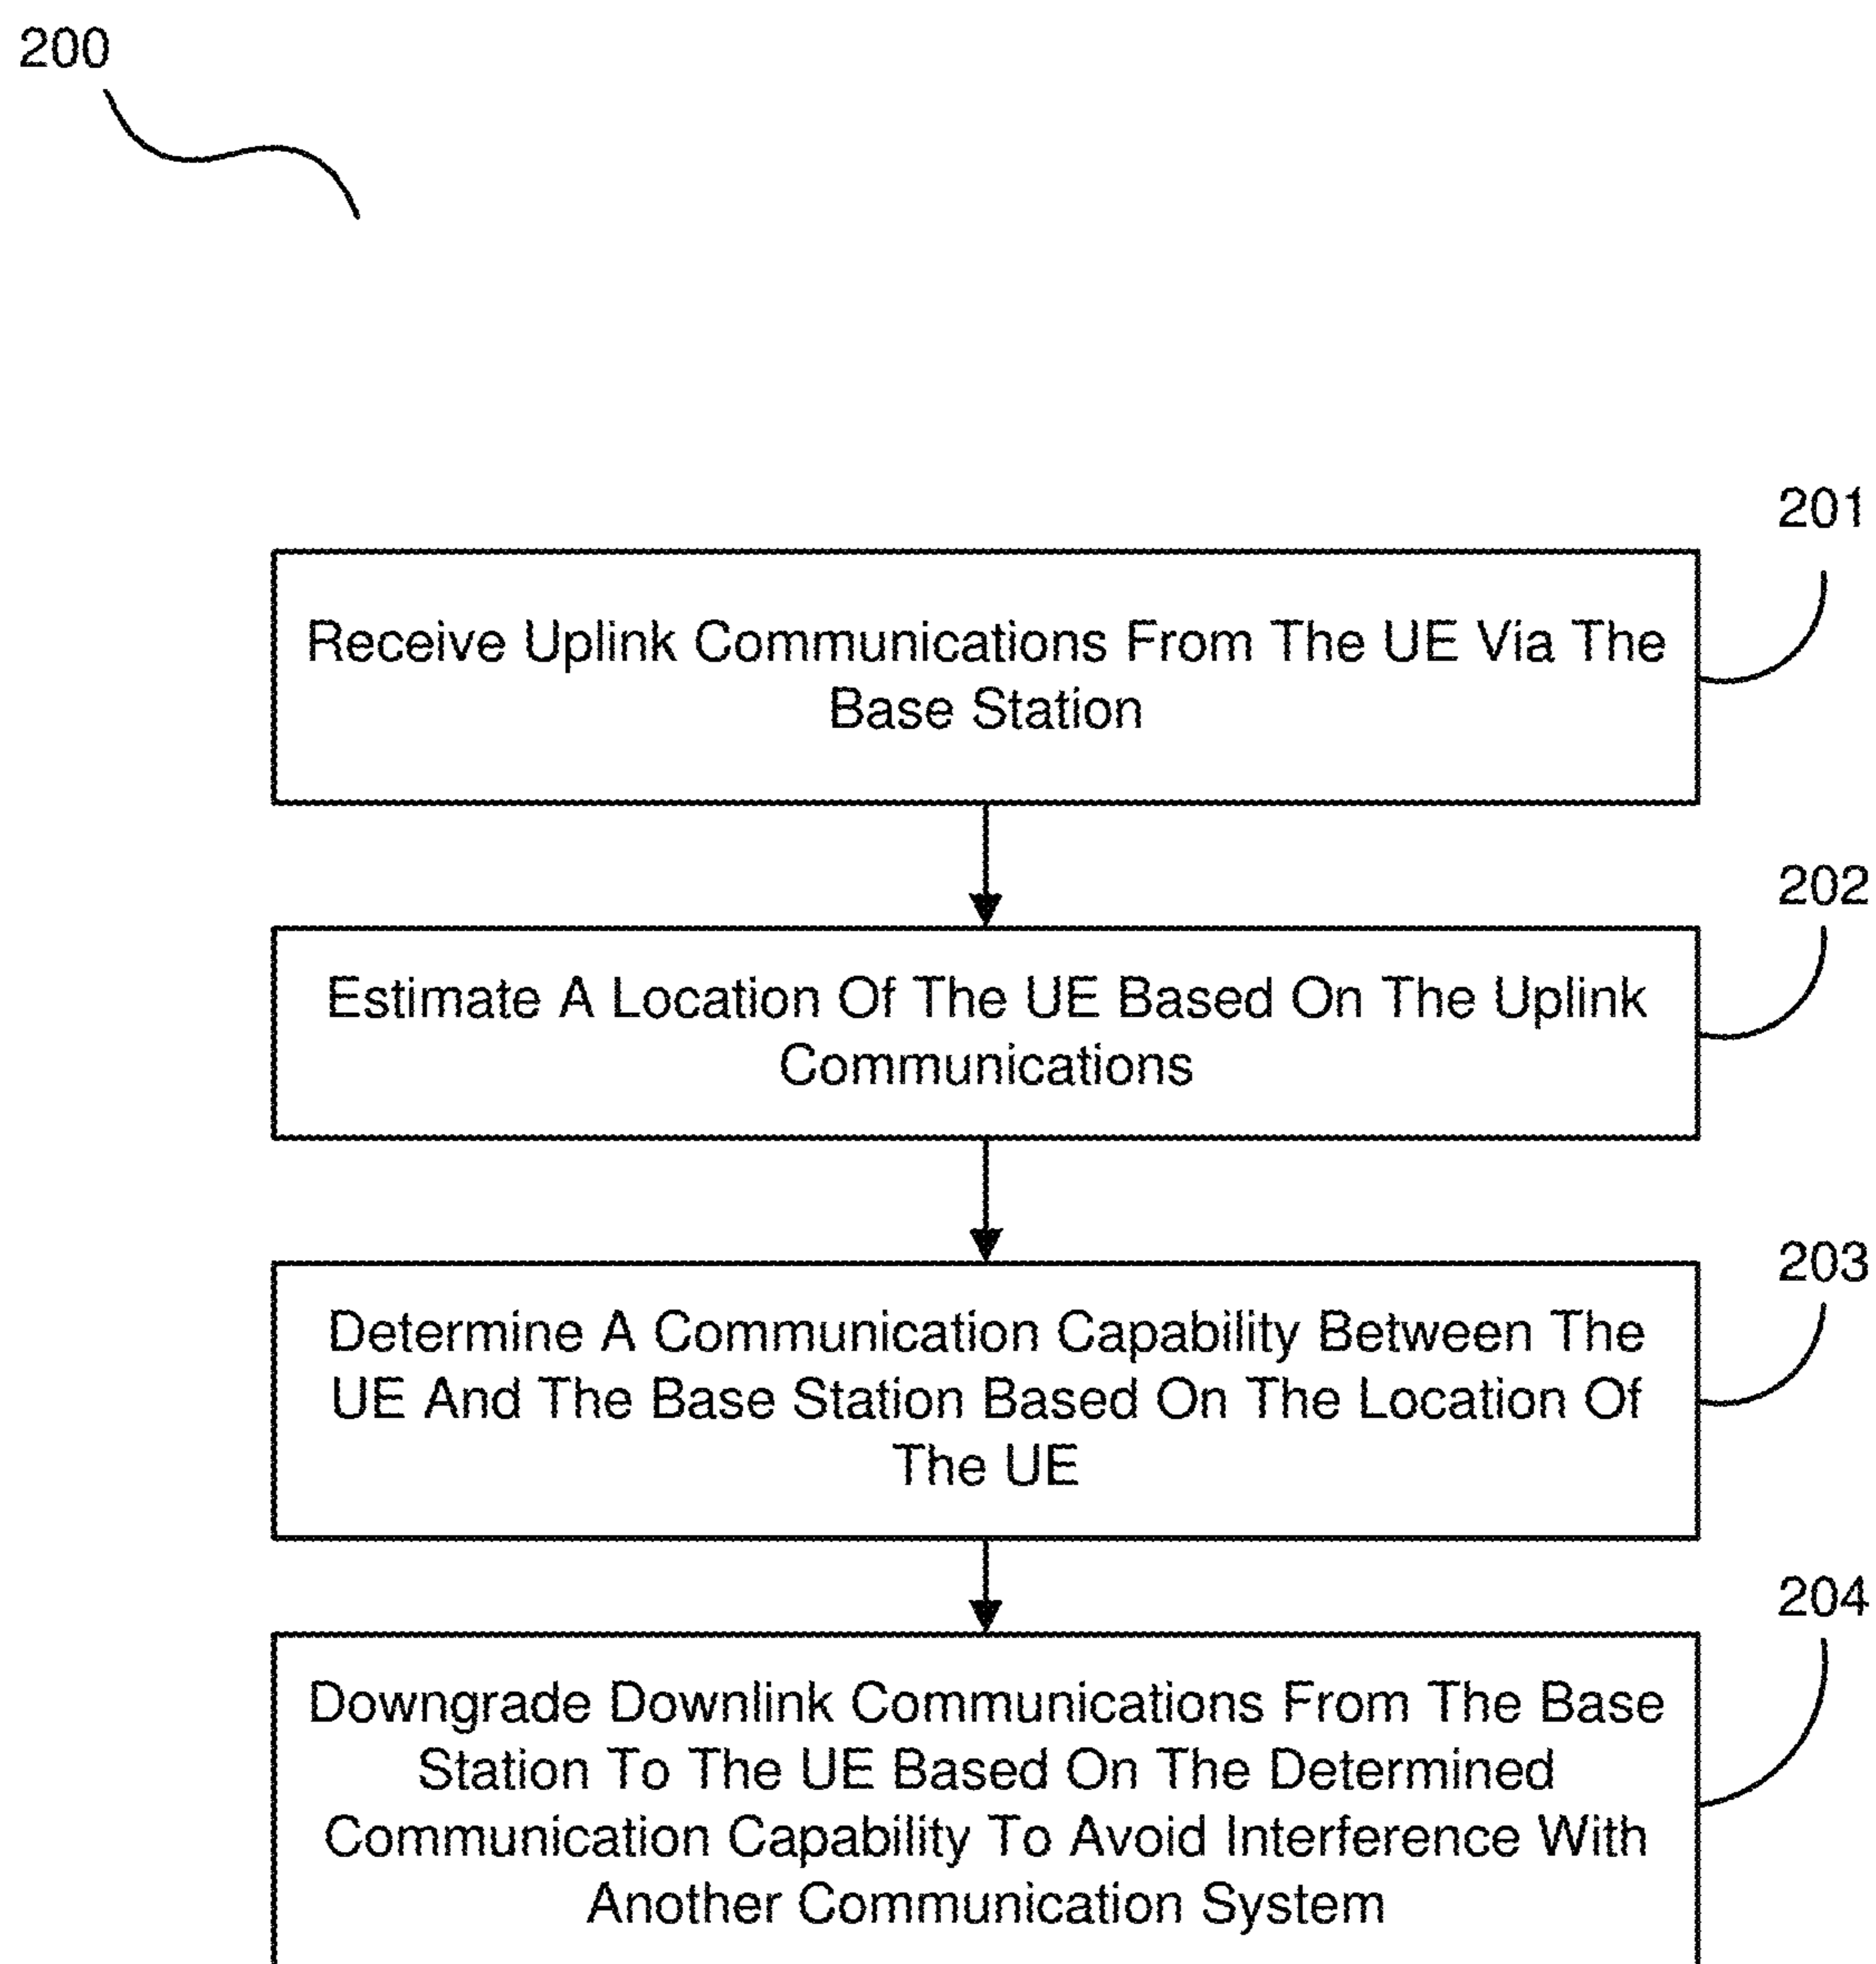 200
201
Receive Uplink Communications From The UE Via The
Base Station
202
Estimate A Location Of The UE Based On The Uplink
Communications
203
Determine A Communication Capability Between The
UE And The Base Station Based On The Location Of
The UE
204
Downgrade Downlink Communications From The Base
Station To The UE Based On The Determined
Communication Capability To Avoid Interference With
Another Communication System